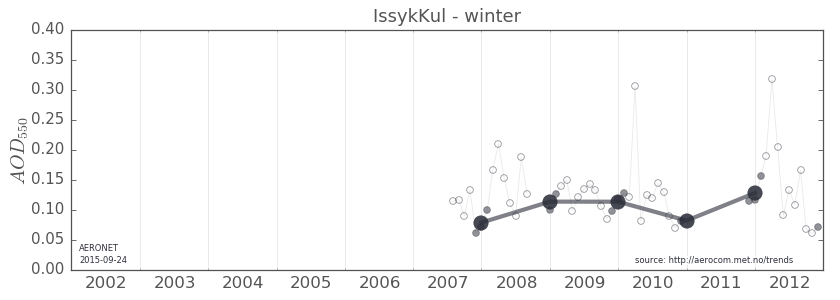 IssykKul - winter
0.40
0.35
0.30
0.25
0.20
0.15
0.10
0.05
0.00
AOD550
AERONET
2015-09-24
source: http://aerocom.met.no/trends
2002 2003 2004 2005 2006 2007 2008 2009 2010 2011 2012